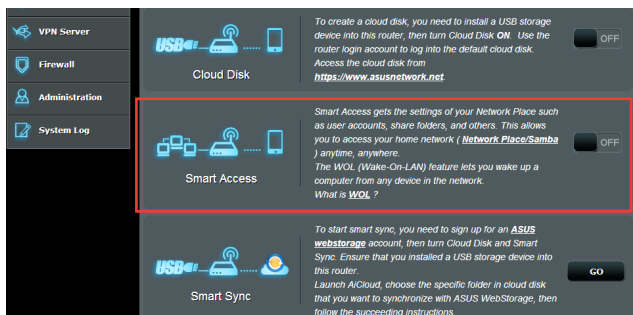 VPN Server
Firewall
Administration
System Log
USB
Cloud Disk
To create a cloud disk, you need to install a USB storage
device into this router, then turn Cloud Disk ON. Use the
router login account to log into the default cloud disk.
Access the cloud disk from
https://www.asusnetwork.net.
OFF
Smart Access
Smart Access gets the settings of your Network Place such
as user accounts, share folders, and others. This allows
you to access your home network ( Network Place/Samba
) anytime, anywhere.
The WOL (Wake-On-LAN) feature lets you wake up a
computer from any device in the network.
What is WOL ?
OFF
USB
Smart Sync
To start smart sync, you need to sign up for an ASUS
webstorage account, then turn Cloud Disk and Smart
Sync. Ensure that you installed a USB storage device into
this router.
Launch AiCloud, choose the specific folder in cloud disk
that you want to synchronize with ASUS WebStorage, then
follow the succeeding instructions
GO